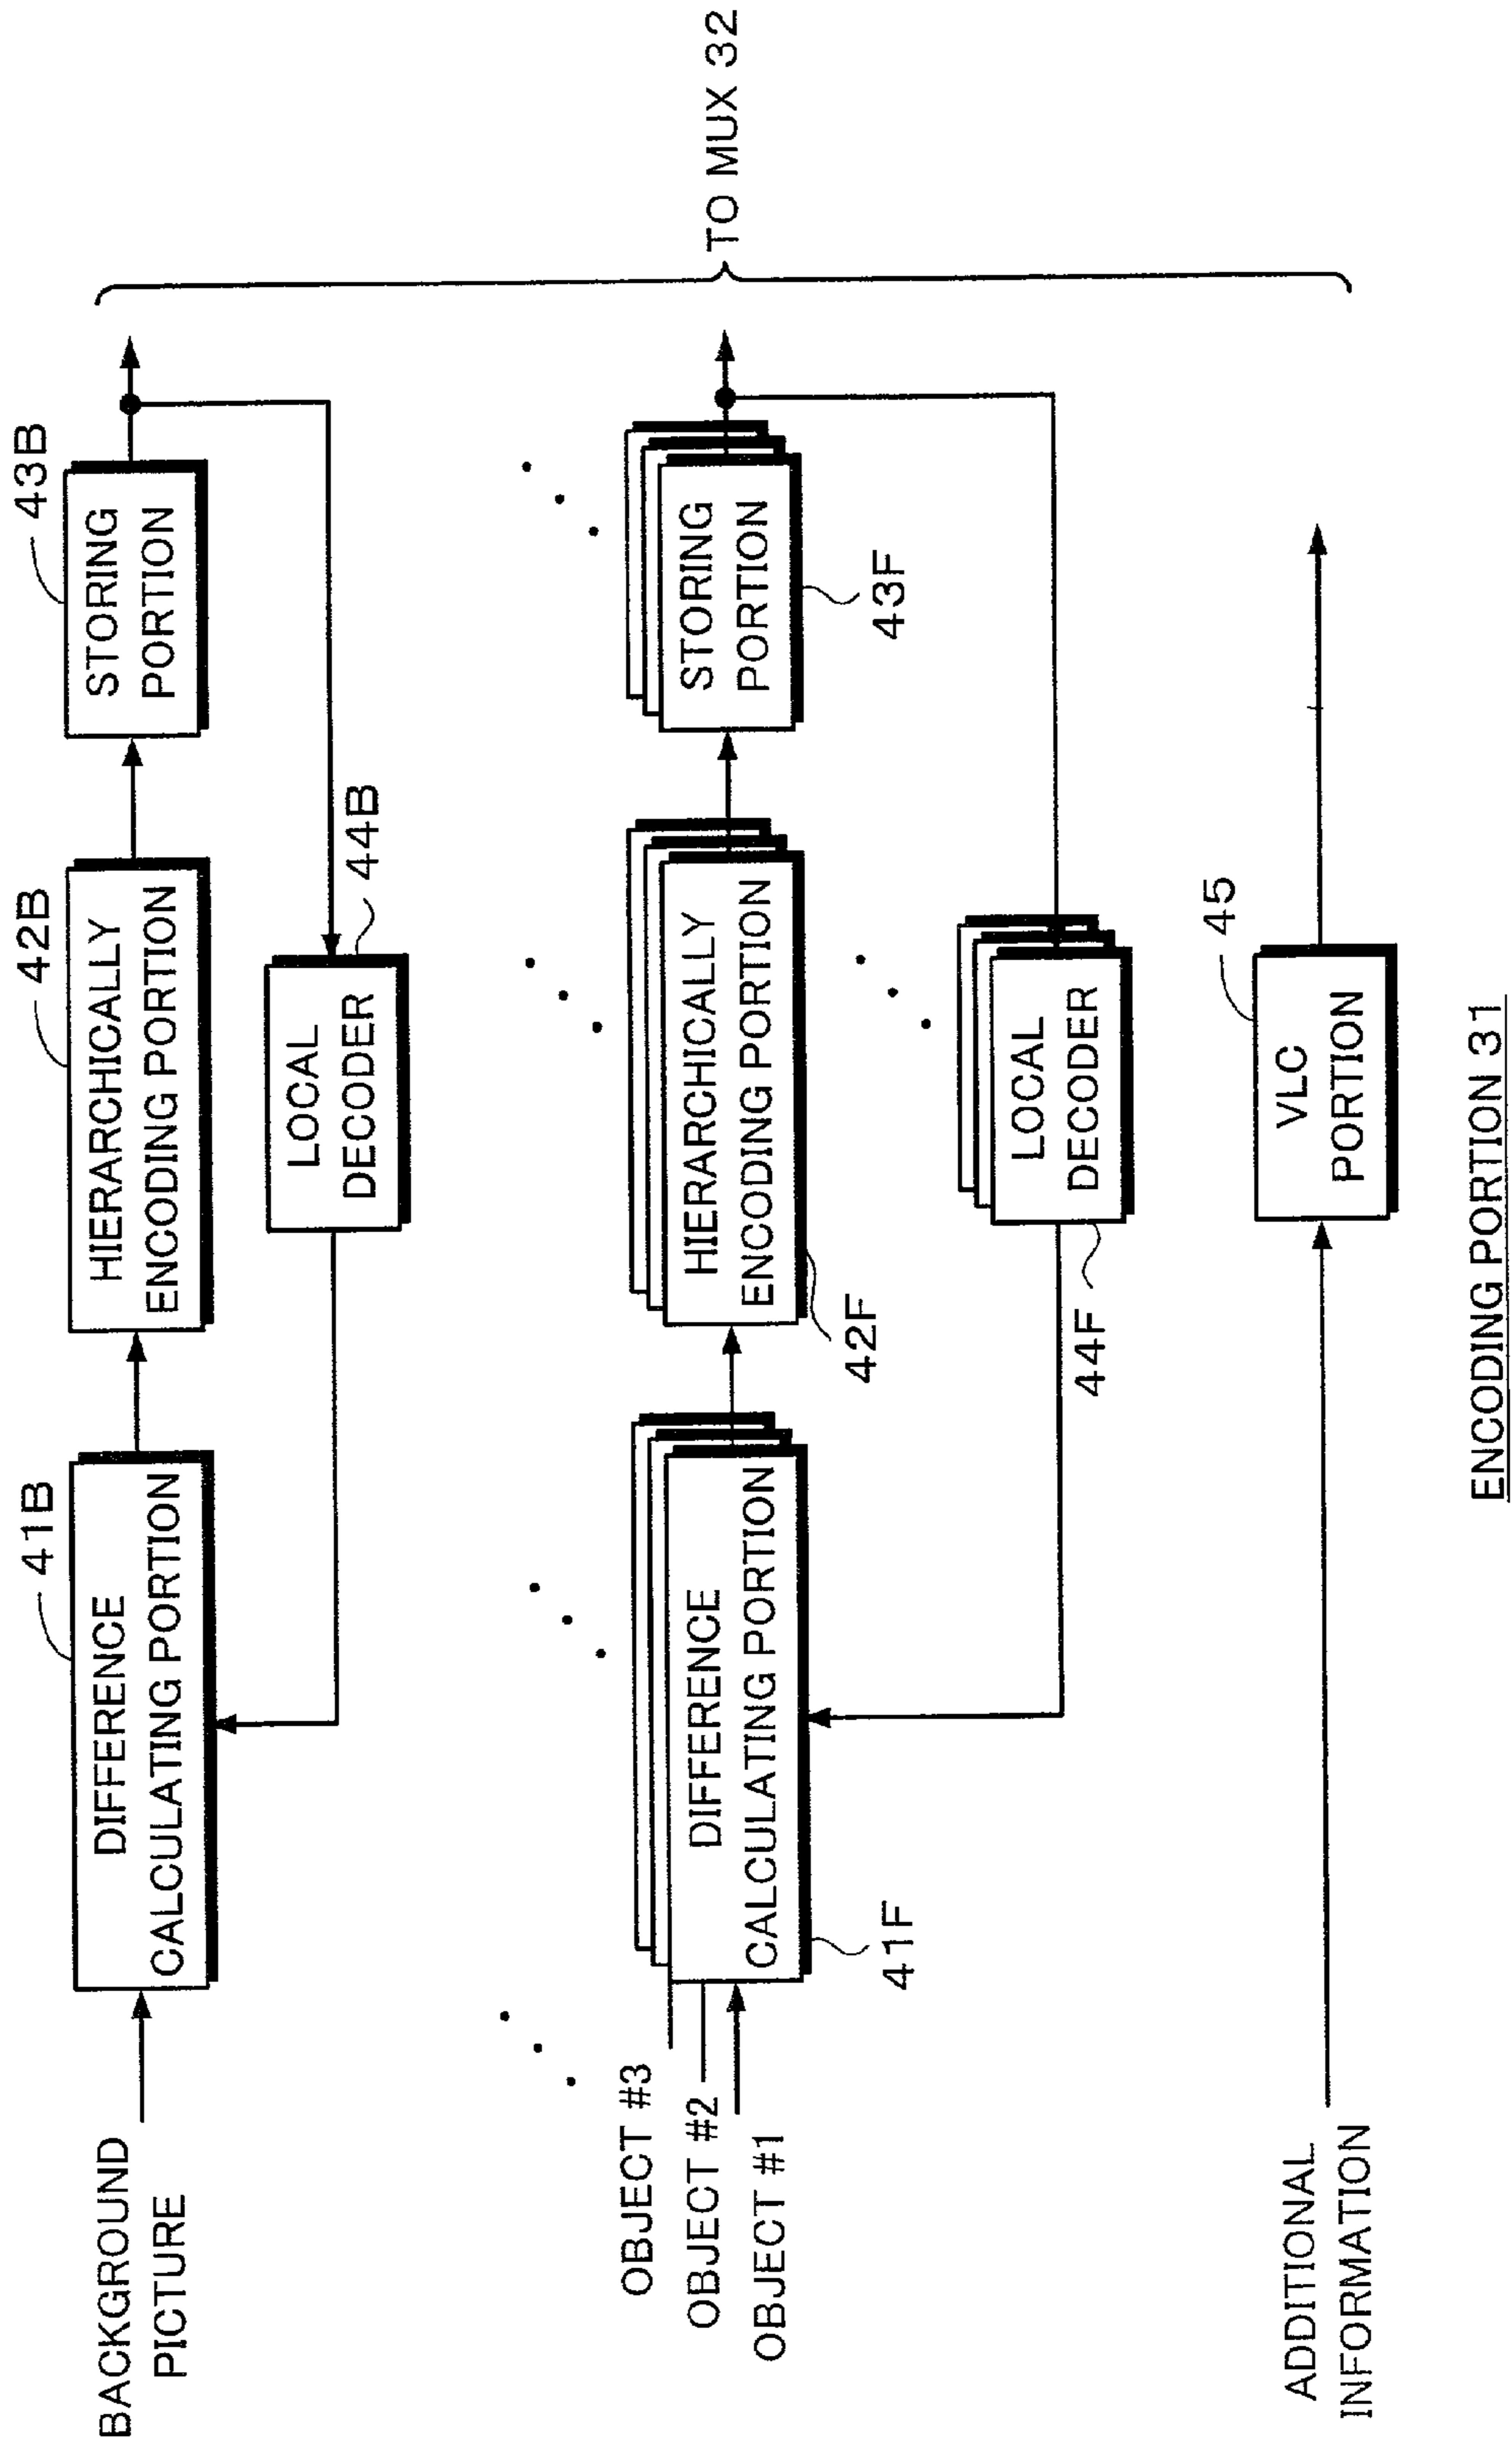 BACKGROUND
PICTURE
41B
DIFFERENCE
CALCULATING PORTION
42B
HIERARCHICALLY
ENCODING PORTION
43B
STORING
PORTION
LOCAL
DECODER
44B
TO MUX 32
OBJECT #3
OBJECT #2
OBJECT #1
DIFFERENCE
CALCULATING PORTION
41F
HIERARCHICALLY
ENCODING PORTION
42F
STORING
PORTION
43F
LOCAL
DECODER
44F
ADDITIONAL
INFORMATION
45
VLC
PORTION
ENCODING PORTION 31